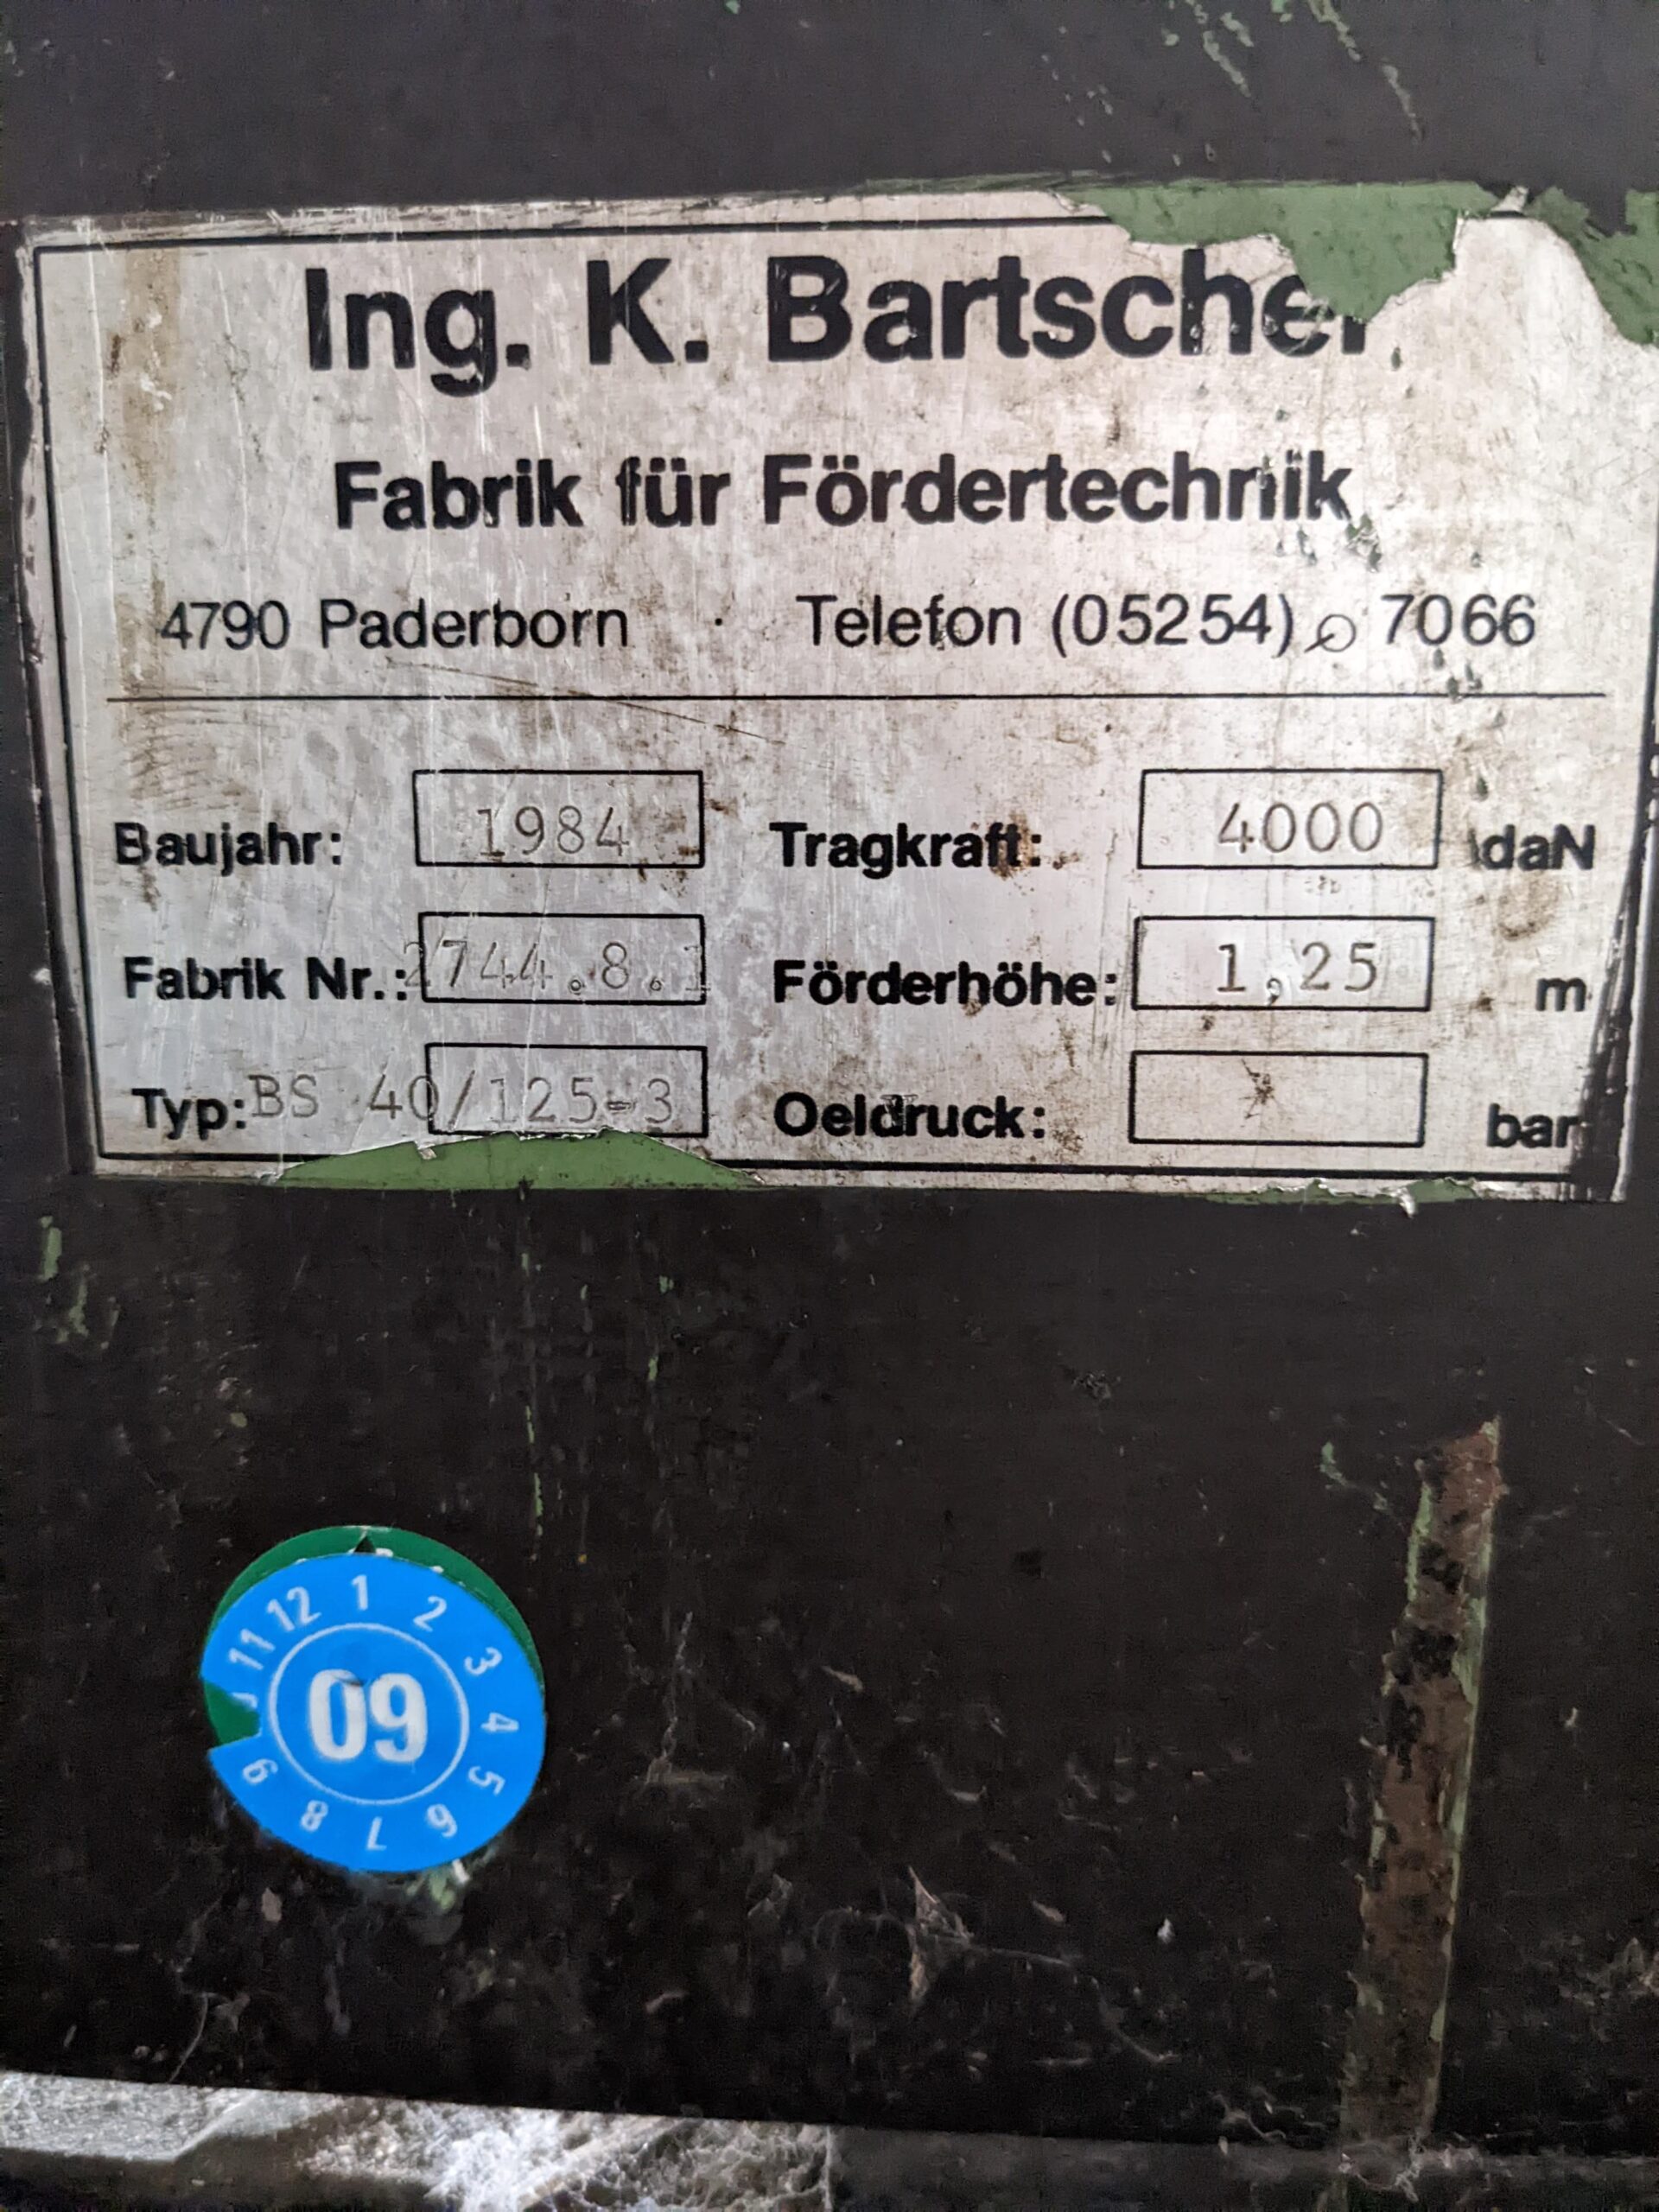 Ing. K. Bartscher
Fabrik für Fördertechnik
4790 Paderborn · Telefon (05254) 7066
Baujahr: 1984 Tragkraft: 4000 daN
Fabrik Nr.: 2744.8.1 Förderhöhe: 1,25 m
Typ: BS 40/125-3 Oeldruck: bar
12 1 2 3 4 5 6 7 8 9 11
09